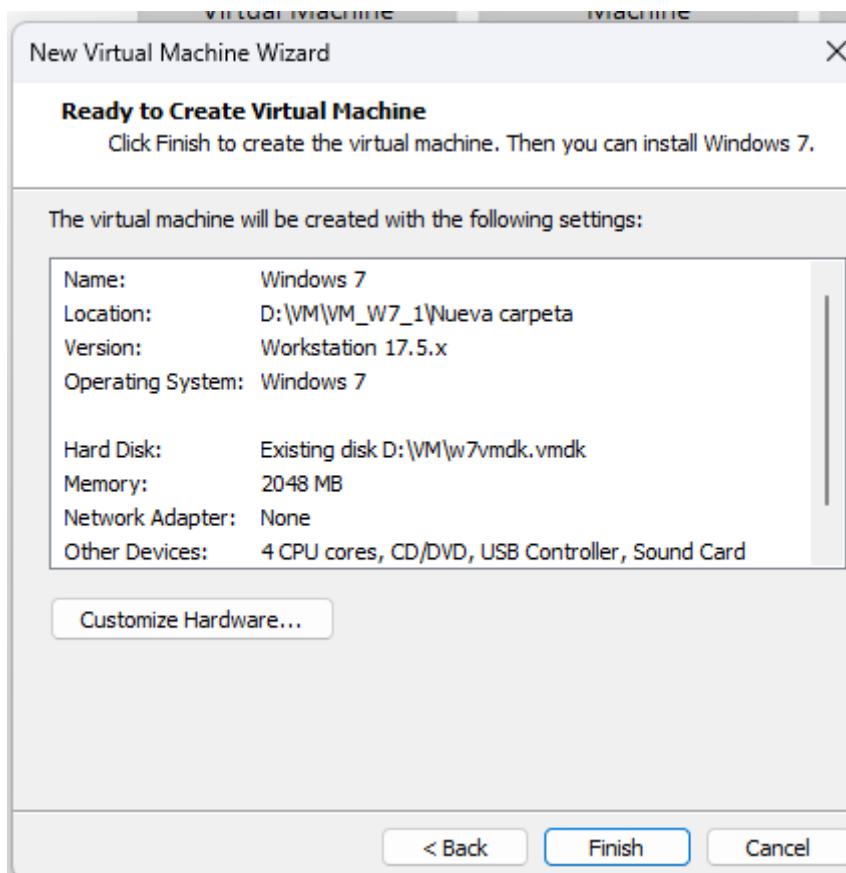 Virtual Machine Machine
New Virtual Machine Wizard
Ready to Create Virtual Machine
Click Finish to create the virtual machine. Then you can install Windows 7.
The virtual machine will be created with the following settings:
Name: Windows 7
Location: D:\VM\VM_W7_1\Nueva carpeta
Version: Workstation 17.5.x
Operating System: Windows 7
Hard Disk: Existing disk D:\VM\w7vmdk.vmdk
Memory: 2048 MB
Network Adapter: None
Other Devices: 4 CPU cores, CD/DVD, USB Controller, Sound Card
Customize Hardware...
< Back Finish Cancel